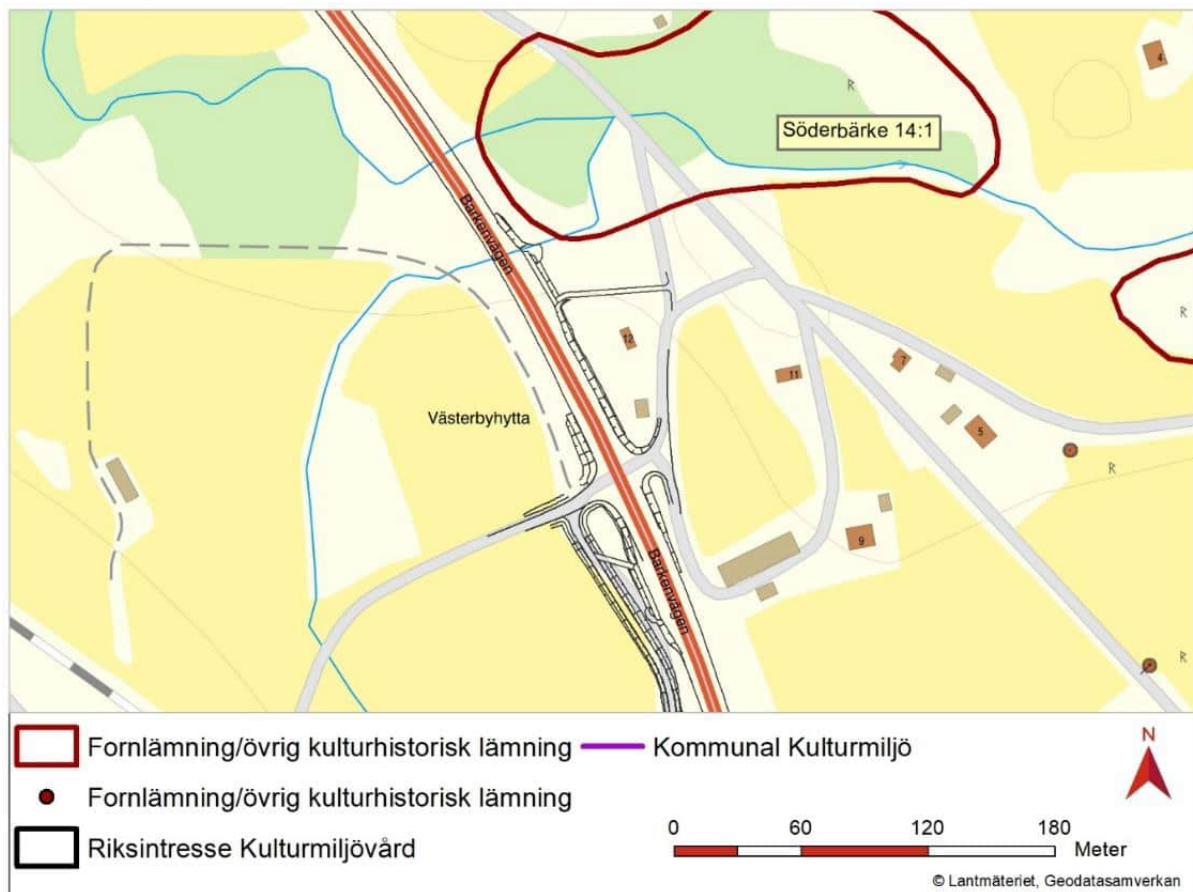 4
R
Söderbärke 14:1
Barkenvägen
R
12
11
7
Västerbyhytta
5
R
9
Barkenvägen
R
Fornlämning/övrig kulturhistorisk lämning
Kommunal Kulturmiljö
N
Fornlämning/övrig kulturhistorisk lämning
Riksintresse Kulturmiljövård
0 60 120 180
Meter
© Lantmäteriet, Geodatasamverkan